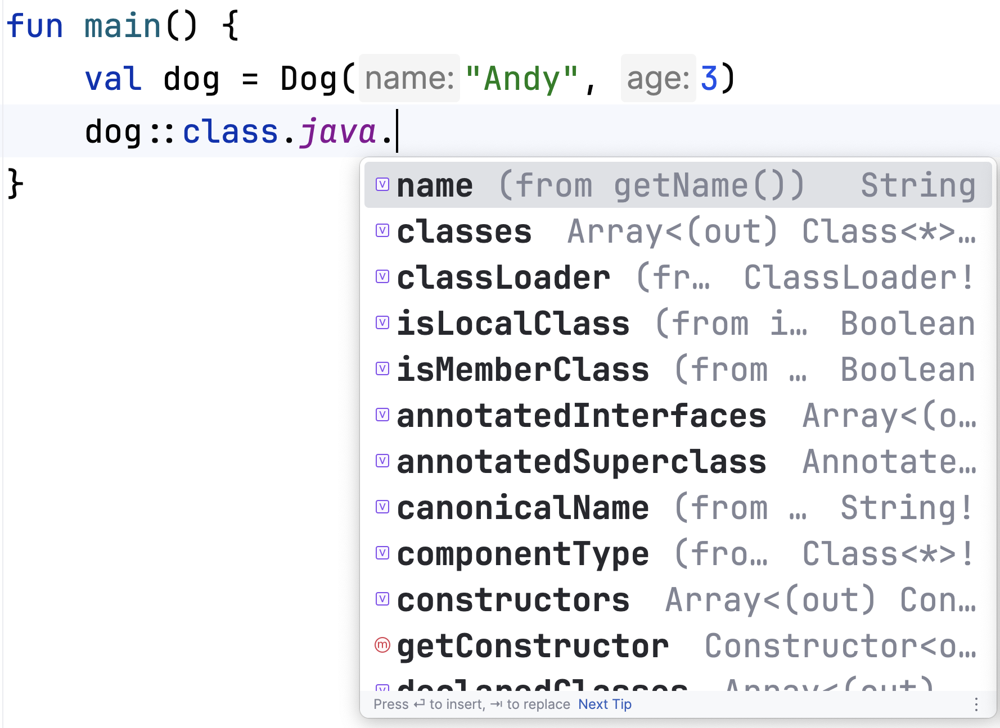 fun main() {
val dog = Dog( name: "Andy", age: 3)
dog::class.java.
}
name (from getName()) String
classes Array<(out) Class<*>…
classLoader (fr… ClassLoader!
isLocalClass (from i… Boolean
isMemberClass (from … Boolean
annotatedInterfaces Array<(o…
annotatedSuperclass Annotate…
canonicalName (from … String!
componentType (fro… Class<*>!
constructors Array<(out) Con…
getConstructor Constructor<o…
declaredClasses Array<(out)
Press ⏎ to insert, ⇥ to replace Next Tip